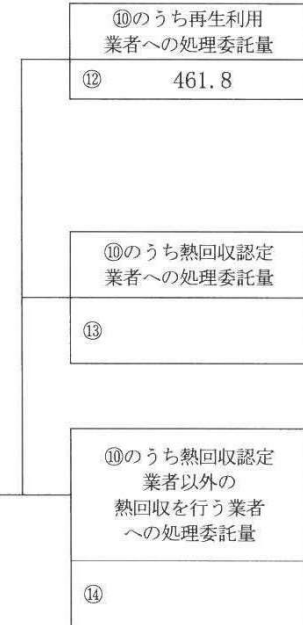 ⑩のうち再生利用
業者への処理委託量
⑫ 461.8
⑩のうち熱回収認定
業者への処理委託量
⑬
⑩のうち熱回収認定
業者以外の
熱回収を行う業者
への処理委託量
⑭